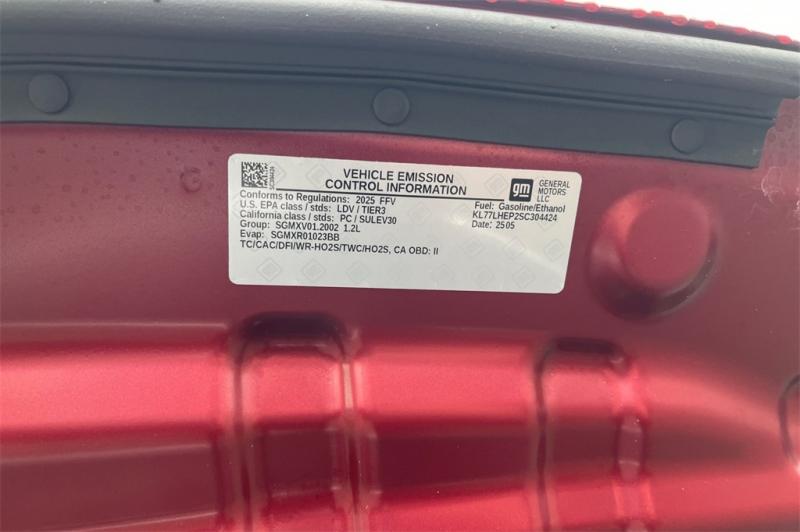 VEHICLE EMISSION
CONTROL INFORMATION
gm
GENERAL
MOTORS
LLC
Conforms to Regulations: 2025 FFV
U.S. EPA class / stds: LDV / TIER3
California class / stds: PC / SULEV30
Group: SGMXV01.2002 1.2L
Evap: SGMXR01023BB
TC/CAC/DFI/WR-HO2S/TWC/HO2S, CA OBD: II
Fuel: Gasoline/Ethanol
KL77LHEP2SC304424
Date: 2505
SC304424